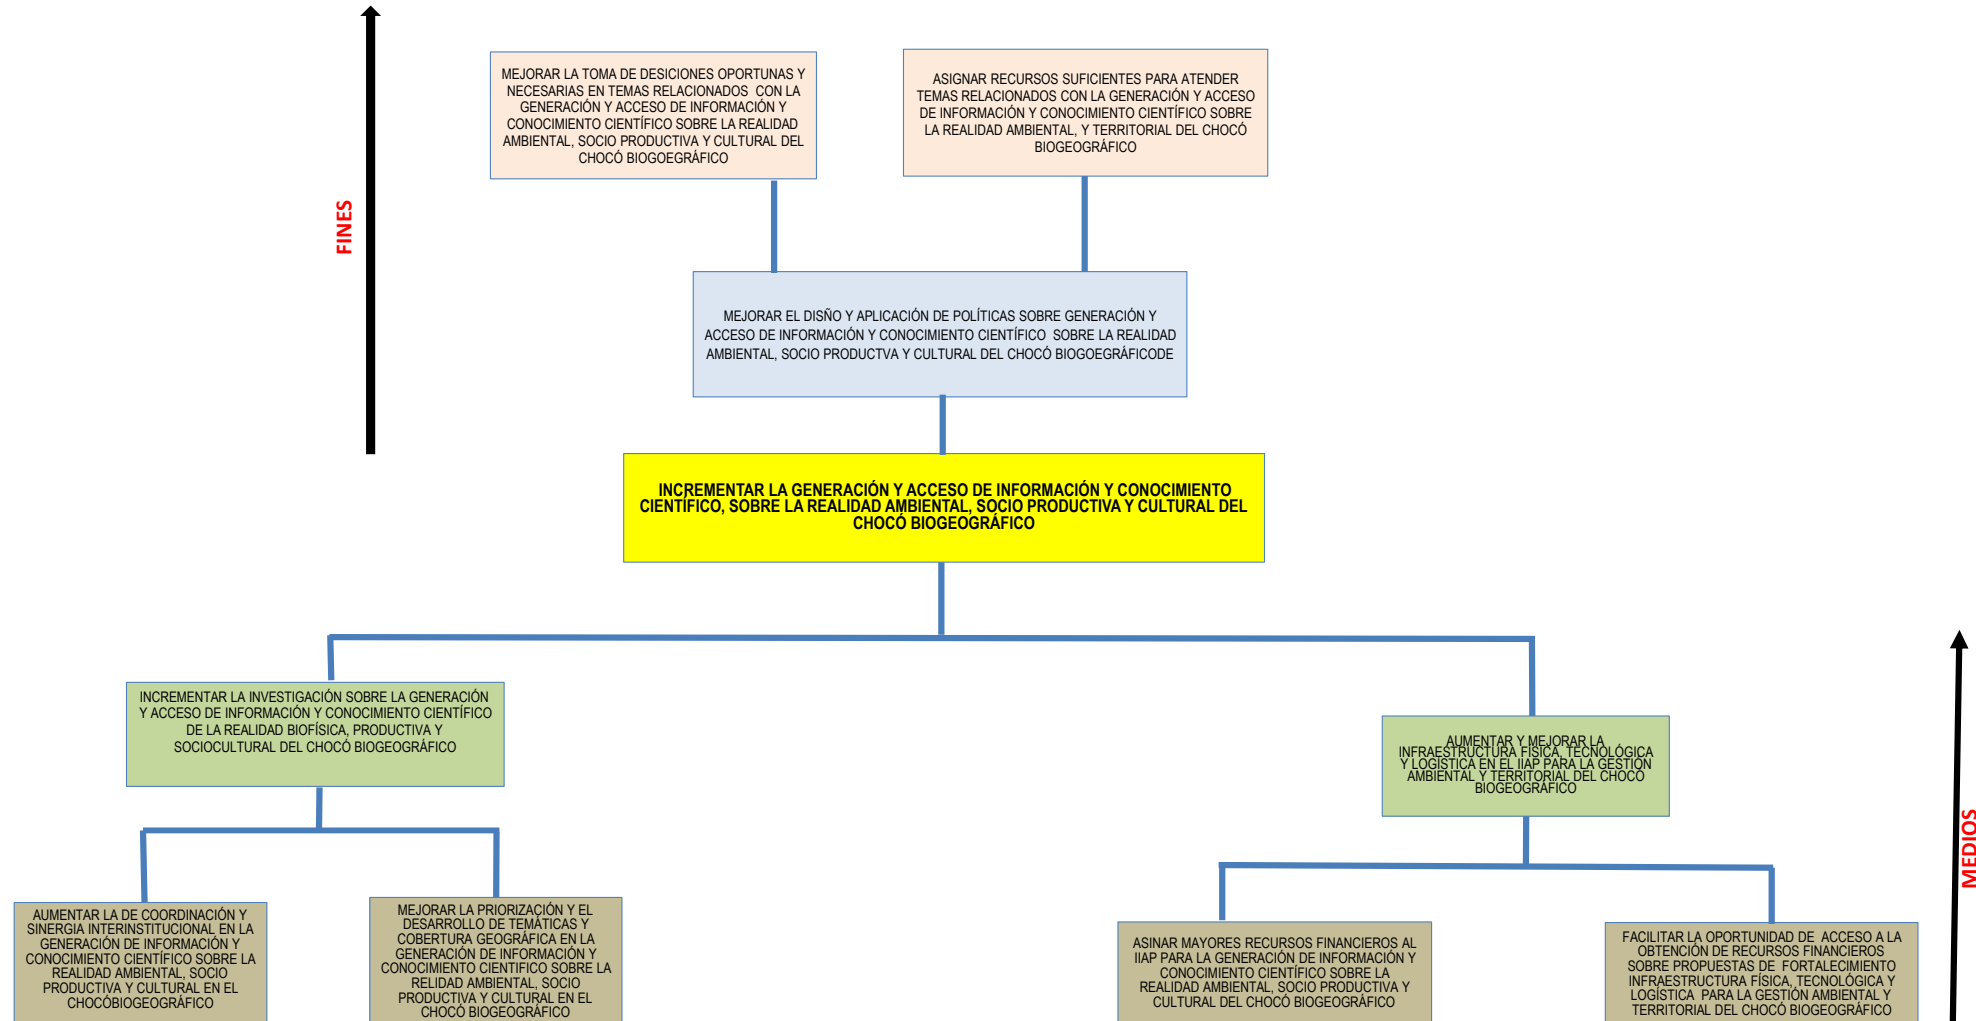 FINES
MEJORAR LA TOMA DE DESICIONES OPORTUNAS Y
NECESARIAS EN TEMAS RELACIONADOS CON LA
GENERACIÓN Y ACCESO DE INFORMACIÓN Y
CONOCIMIENTO CIENTÍFICO SOBRE LA REALIDAD
AMBIENTAL, SOCIO PRODUCTIVA Y CULTURAL DEL
CHOCÓ BIOGOEGRÁFICO
ASIGNAR RECURSOS SUFICIENTES PARA ATENDER
TEMAS RELACIONADOS CON LA GENERACIÓN Y ACCESO
DE INFORMACIÓN Y CONOCIMIENTO CIENTÍFICO SOBRE
LA REALIDAD AMBIENTAL, Y TERRITORIAL DEL CHOCÓ
BIOGEOGRÁFICO
MEJORAR EL DISÑO Y APLICACIÓN DE POLÍTICAS SOBRE GENERACIÓN Y
ACCESO DE INFORMACIÓN Y CONOCIMIENTO CIENTÍFICO SOBRE LA REALIDAD
AMBIENTAL, SOCIO PRODUCTVA Y CULTURAL DEL CHOCÓ BIOGOEGRÁFICODE
INCREMENTAR LA GENERACIÓN Y ACCESO DE INFORMACIÓN Y CONOCIMIENTO
CIENTÍFICO, SOBRE LA REALIDAD AMBIENTAL, SOCIO PRODUCTIVA Y CULTURAL DEL
CHOCÓ BIOGEOGRÁFICO
INCREMENTAR LA INVESTIGACIÓN SOBRE LA GENERACIÓN
Y ACCESO DE INFORMACIÓN Y CONOCIMIENTO CIENTÍFICO
DE LA REALIDAD BIOFÍSICA, PRODUCTIVA Y
SOCIOCULTURAL DEL CHOCÓ BIOGEOGRÁFICO
AUMENTAR Y MEJORAR LA
INFRAESTRUCTURA FÍSICA, TECNOLÓGICA
Y LOGÍSTICA EN EL IIAP PARA LA GESTIÓN
AMBIENTAL Y TERRITORIAL DEL CHOCÓ
BIOGEOGRÁFICO
MEDIOS
AUMENTAR LA DE COORDINACIÓN Y
SINERGIA INTERINSTITUCIONAL EN LA
GENERACIÓN DE INFORMACIÓN Y
CONOCIMIENTO CIENTÍFICO SOBRE LA
REALIDAD AMBIENTAL, SOCIO
PRODUCTIVA Y CULTURAL EN EL
CHOCÓBIOGEOGRÁFICO
MEJORAR LA PRIORIZACIÓN Y EL
DESARROLLO DE TEMÁTICAS Y
COBERTURA GEOGRÁFICA EN LA
GENERACIÓN DE INFORMACIÓN Y
CONOCIMIENTO CIENTIFICO SOBRE LA
RELIDAD AMBIENTAL, SOCIO
PRODUCTIVA Y CULTURAL EN EL
CHOCÓ BIOGEOGRÁFICO
ASINAR MAYORES RECURSOS FINANCIEROS AL
IIAP PARA LA GENERACIÓN DE INFORMACIÓN Y
CONOCIMIENTO CIENTÍFICO SOBRE LA
REALIDAD AMBIENTAL, SOCIO PRODUCTIVA Y
CULTURAL DEL CHOCÓ BIOGEOGRÁFICO
FACILITAR LA OPORTUNIDAD DE ACCESO A LA
OBTENCIÓN DE RECURSOS FINANCIEROS
SOBRE PROPUESTAS DE FORTALECIMIENTO
INFRAESTRUCTURA FÍSICA, TECNOLÓGICA Y
LOGÍSTICA PARA LA GESTIÓN AMBIENTAL Y
TERRITORIAL DEL CHOCÓ BIOGEOGRÁFICO